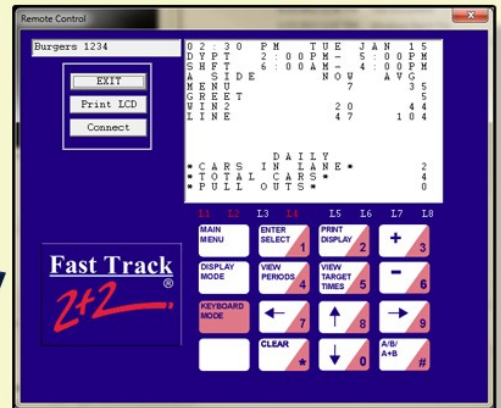 Remote Control
Burgers 1234
EXIT
Print LCD
Connect
02:30 PM TUE JAN 15
DYPT 2:00PM- 5:00PM
SHFT 6:00AM- 4:00PM
A SIDE NOW AVG
MENU 7 35
GREET 5
WIN2 20 44
LINE 47 104
DAILY
*CARS IN LANE* 2
*TOTAL CARS* 4
*PULL OUTS* 0
L1 L2 L3 L4 L5 L6 L7 L8
MAIN MENU
ENTER SELECT 1
PRINT DISPLAY 2
+ 3
DISPLAY MODE
VIEW PERIODS 4
VIEW TARGET TIMES 5
- 6
KEYBOARD MODE
← 7
↑ 8
→ 9
CLEAR *
↓ 0
A/B/ A+B #
Fast Track ®
2+2